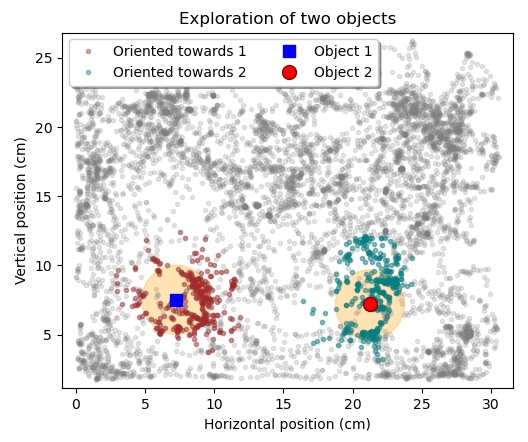 Exploration of two objects
Oriented towards 1
Oriented towards 2
Object 1
Object 2
Vertical position (cm)
25
20
15
10
5
0 5 10 15 20 25 30
Horizontal position (cm)